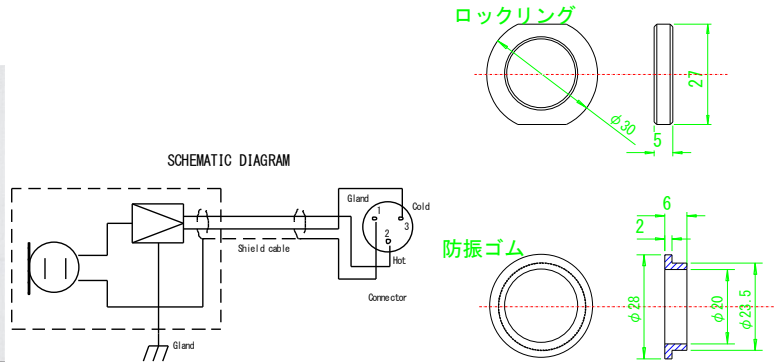 ロックリング
27
φ30
5
SCHEMATIC DIAGRAM
Gland
1
Cold
3
2
Shield cable
Hot
Connector
Gland
防振ゴム
6
2
φ28
φ20
φ23.5